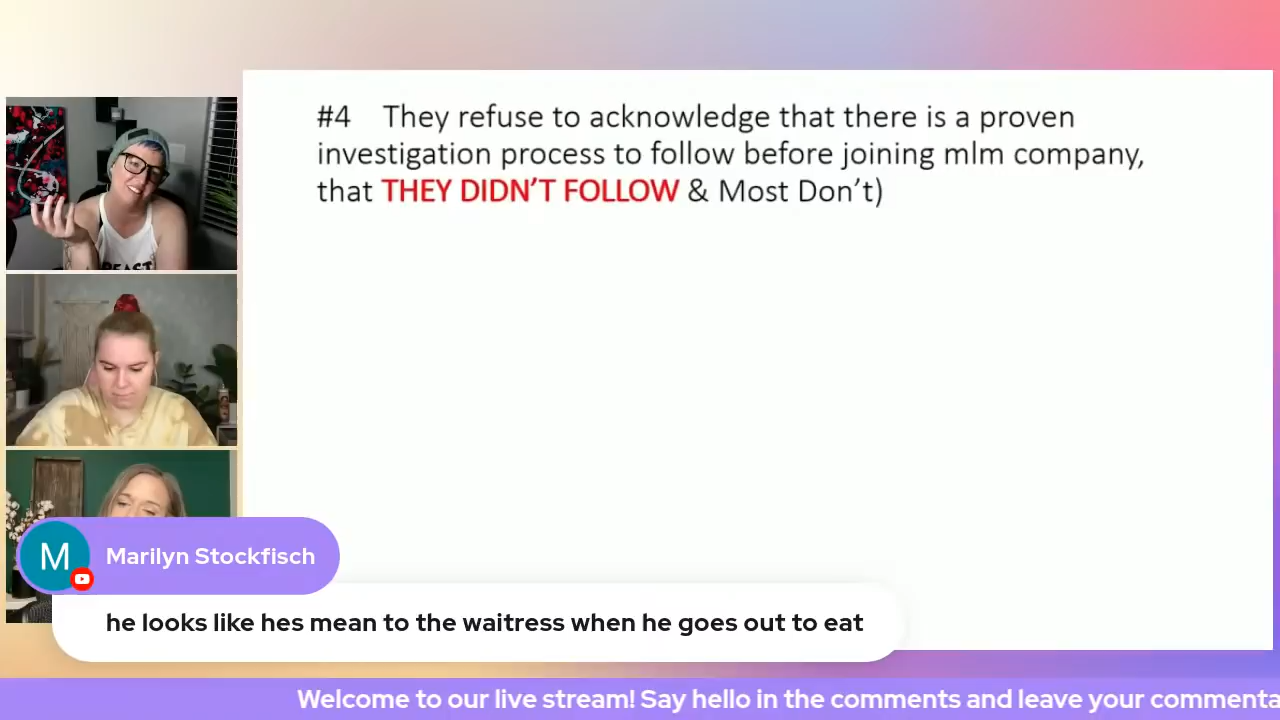 #4 They refuse to acknowledge that there is a proven
investigation process to follow before joining mlm company,
that THEY DIDN'T FOLLOW & Most Don't)
BEAST
M
Marilyn Stockfisch
he looks like hes mean to the waitress when he goes out to eat
Welcome to our live stream! Say hello in the comments and leave your commenta